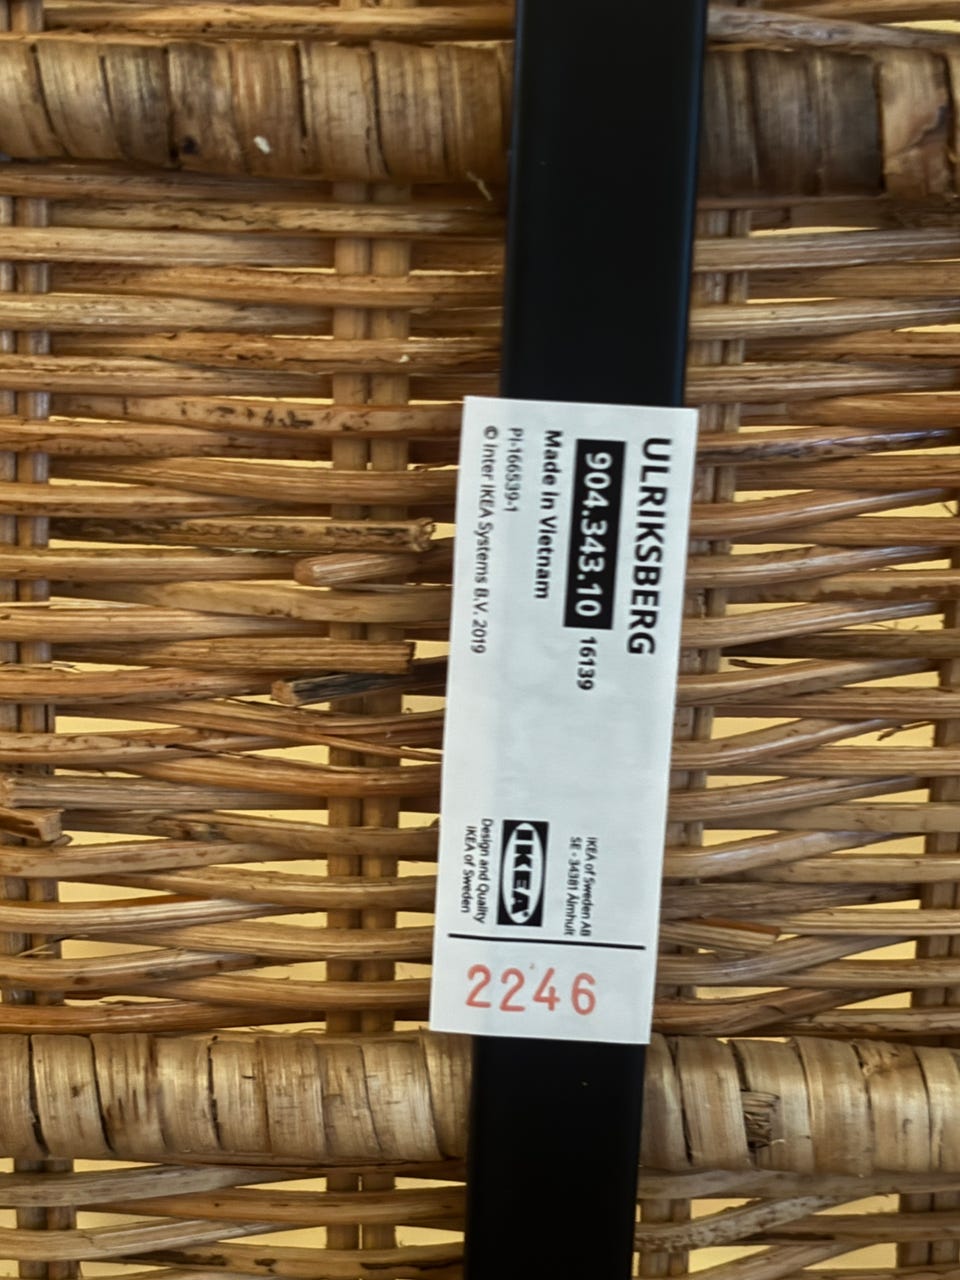 ULRIKSBERG
904.343.10 16139
Made in Vietnam
PI-166539-1
© Inter IKEA Systems B.V. 2019
IKEA of Sweden AB
SE - 34381 Älmhult
IKEA®
Design and Quality
IKEA of Sweden
2246